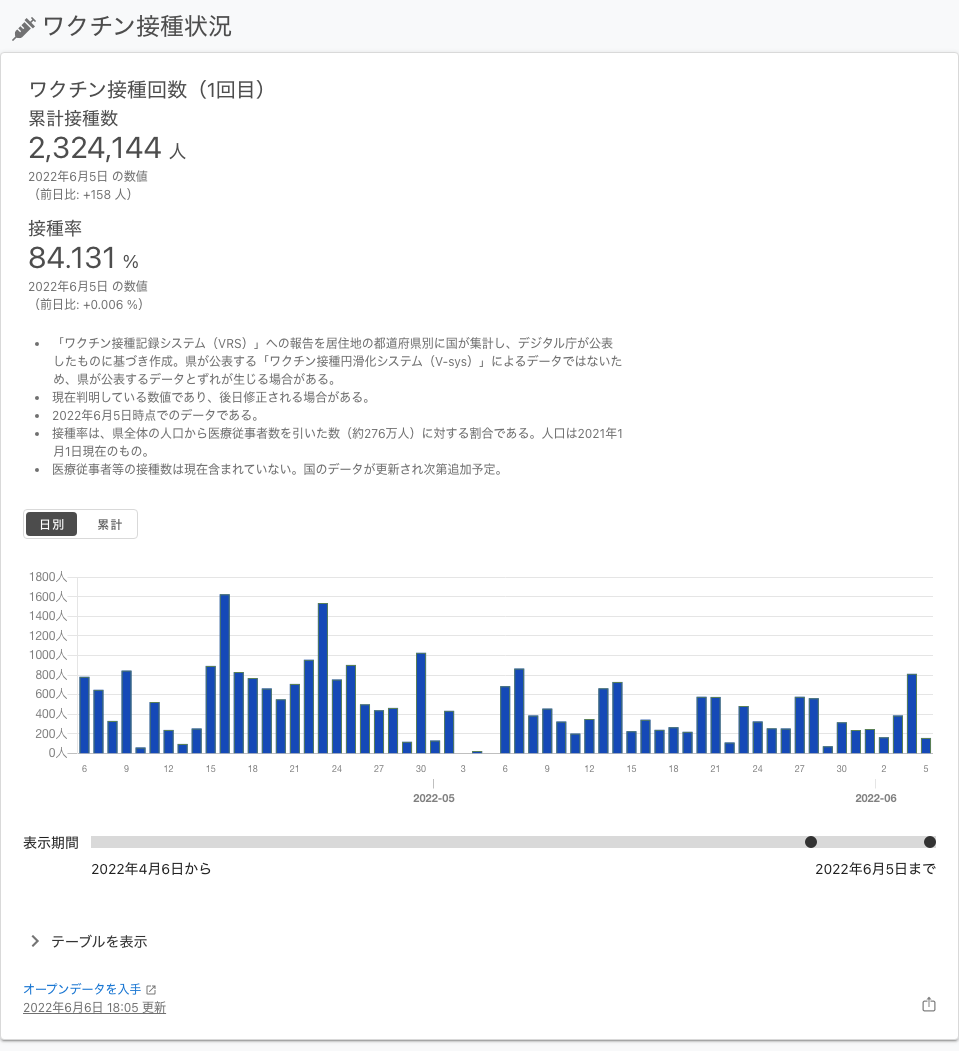 ワクチン接種状況
ワクチン接種回数（1回目）
累計接種数
2,324,144 人
2022年6月5日 の数値
（前日比: +158 人）
接種率
84.131 %
2022年6月5日 の数値
（前日比: +0.006 %）
• 「ワクチン接種記録システム（VRS）」への報告を居住地の都道府県別に国が集計し、デジタル庁が公表
したものに基づき作成。県が公表する「ワクチン接種円滑化システム（V-sys）」によるデータではないた
め、県が公表するデータとずれが生じる場合がある。
• 現在判明している数値であり、後日修正される場合がある。
• 2022年6月5日時点でのデータである。
• 接種率は、県全体の人口から医療従事者数を引いた数（約276万人）に対する割合である。人口は2021年1
月1日現在のもの。
• 医療従事者等の接種数は現在含まれていない。国のデータが更新され次第追加予定。
日別 累計
1800人
1600人
1400人
1200人
1000人
800人
600人
400人
200人
0人
6 9 12 15 18 21 24 27 30 3 6 9 12 15 18 21 24 27 30 2 5
2022-05 2022-06
表示期間
2022年4月6日から 2022年6月5日まで
テーブルを表示
オープンデータを入手
2022年6月6日 18:05 更新